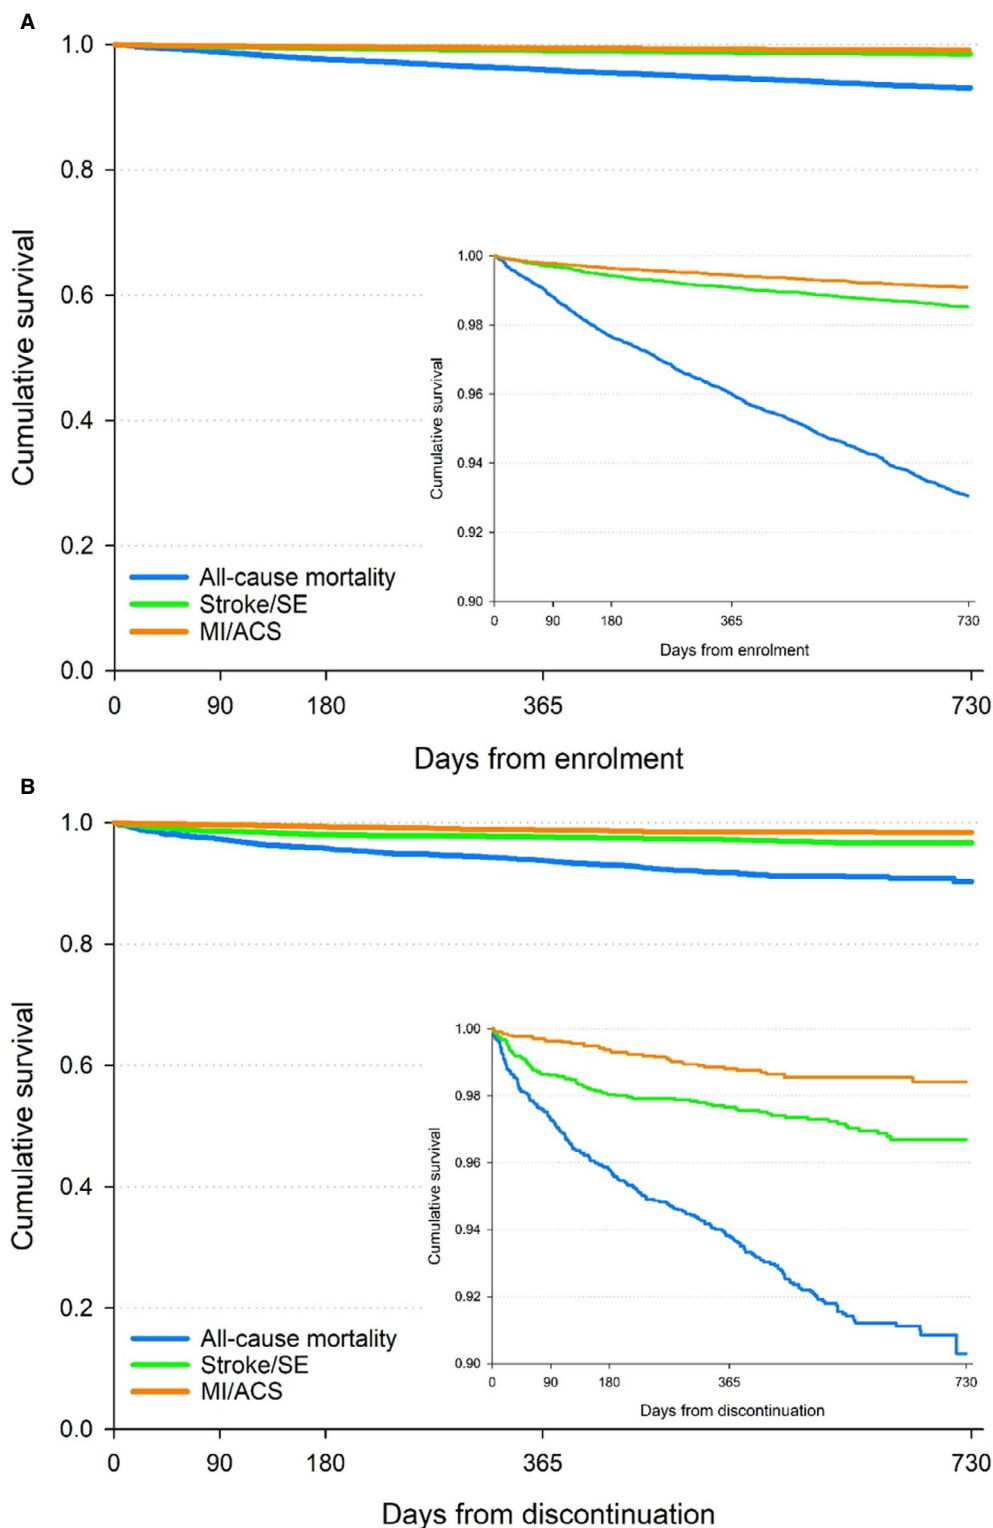 A
1.0
0.8
0.6
0.4
0.2
0.0
Cumulative survival
All-cause mortality
Stroke/SE
MI/ACS
0 90 180 365 730
Days from enrolment
1.00
0.98
0.96
0.94
0.92
0.90
Cumulative survival
0 90 180 365 730
Days from enrolment
B
1.0
0.8
0.6
0.4
0.2
0.0
Cumulative survival
All-cause mortality
Stroke/SE
MI/ACS
0 90 180 365 730
Days from discontinuation
1.00
0.98
0.96
0.94
0.92
0.90
Cumulative survival
0 90 180 365 730
Days from discontinuation